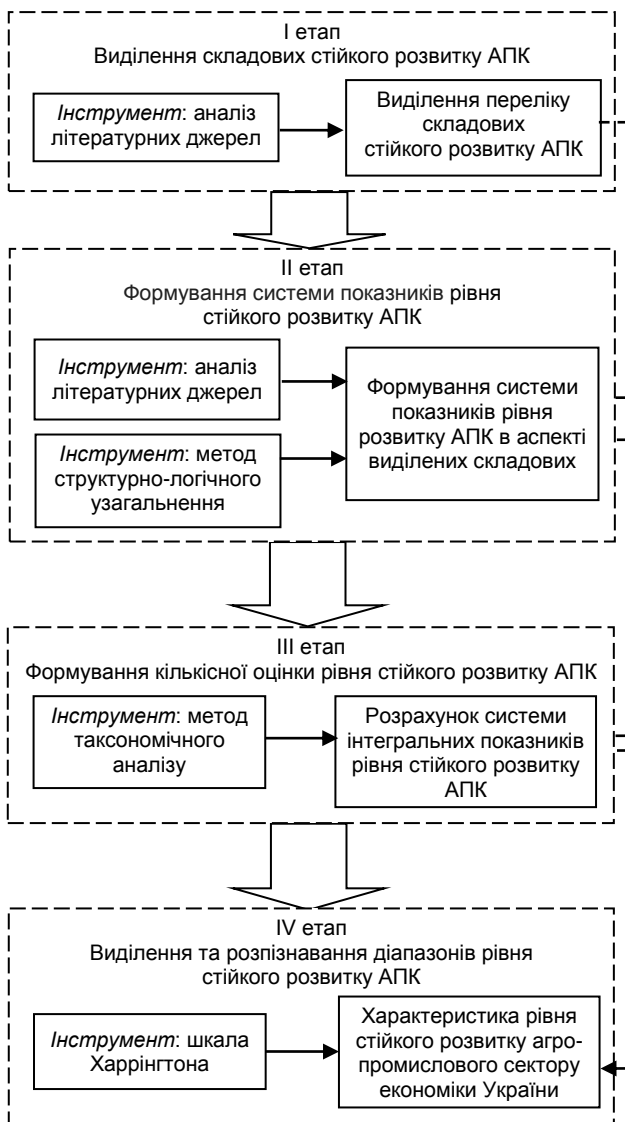 I етап
Виділення складових стійкого розвитку АПК
Інструмент: аналіз
літературних джерел
Виділення переліку
складових
стійкого розвитку АПК
II етап
Формування системи показників рівня
стійкого розвитку АПК
Інструмент: аналіз
літературних джерел
Інструмент: метод
структурно-логічного
узагальнення
Формування системи
показників рівня
розвитку АПК в аспекті
виділених складових
III етап
Формування кількісної оцінки рівня стійкого розвитку АПК
Інструмент: метод
таксономічного
аналізу
Розрахунок системи
інтегральних показників
рівня стійкого розвитку
АПК
IV етап
Виділення та розпізнавання діапазонів рівня
стійкого розвитку АПК
Інструмент: шкала
Харрінгтона
Характеристика рівня
стійкого розвитку агро-
промислового сектору
економіки України